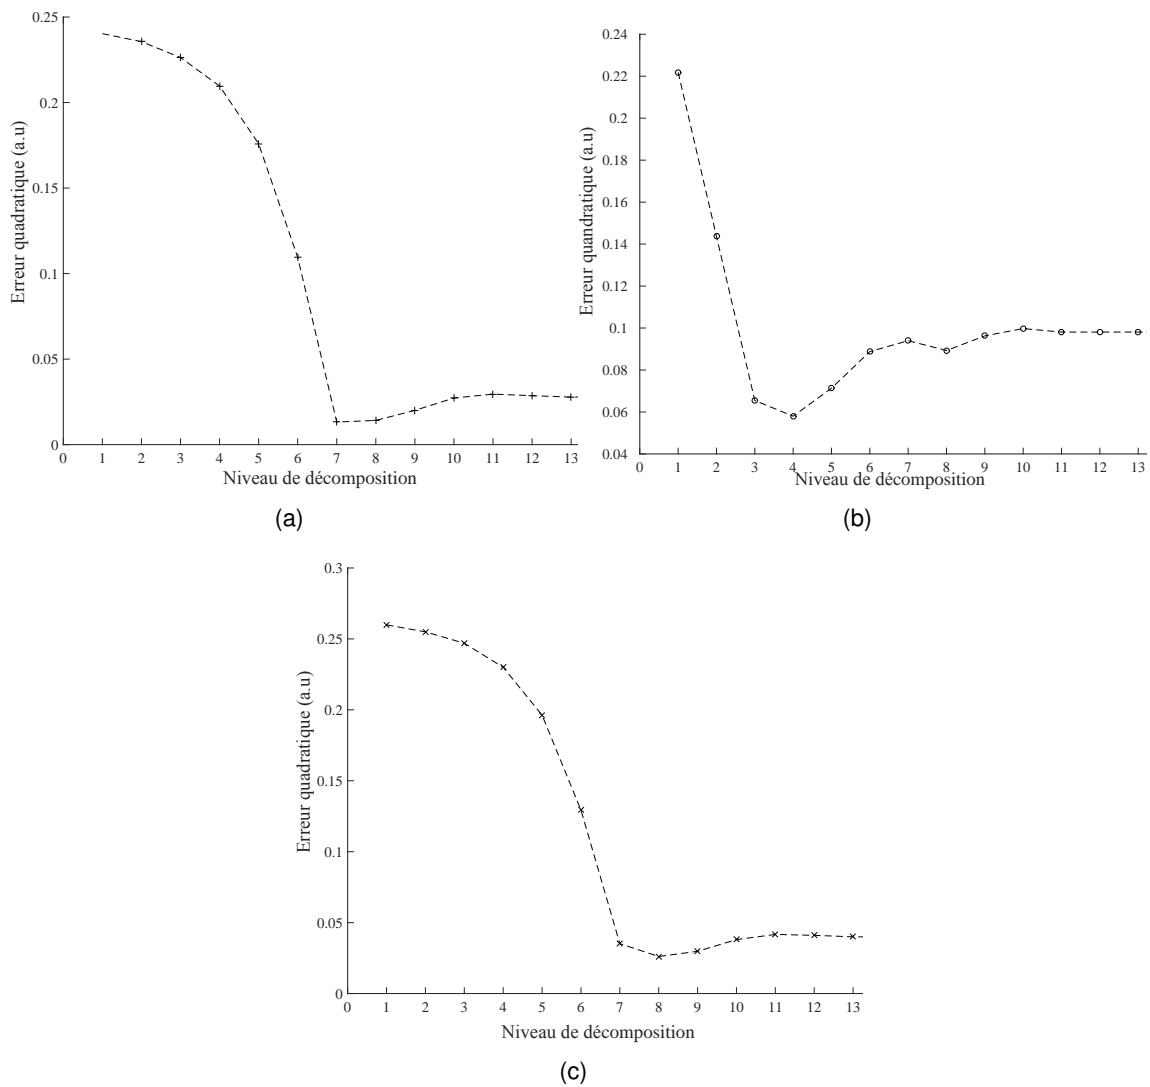 0.25
0.2
0.15
0.1
0.05
0
Erreur quadratique (a.u)
0 1 2 3 4 5 6 7 8 9 10 11 12 13
Niveau de décomposition
(a)
0.24
0.22
0.2
0.18
0.16
0.14
0.12
0.1
0.08
0.06
0.04
Erreur quandratique (a.u)
0 1 2 3 4 5 6 7 8 9 10 11 12 13
Niveau de décomposition
(b)
0.3
0.25
0.2
0.15
0.1
0.05
0
Erreur quadratique (a.u)
0 1 2 3 4 5 6 7 8 9 10 11 12 13
Niveau de décomposition
(c)